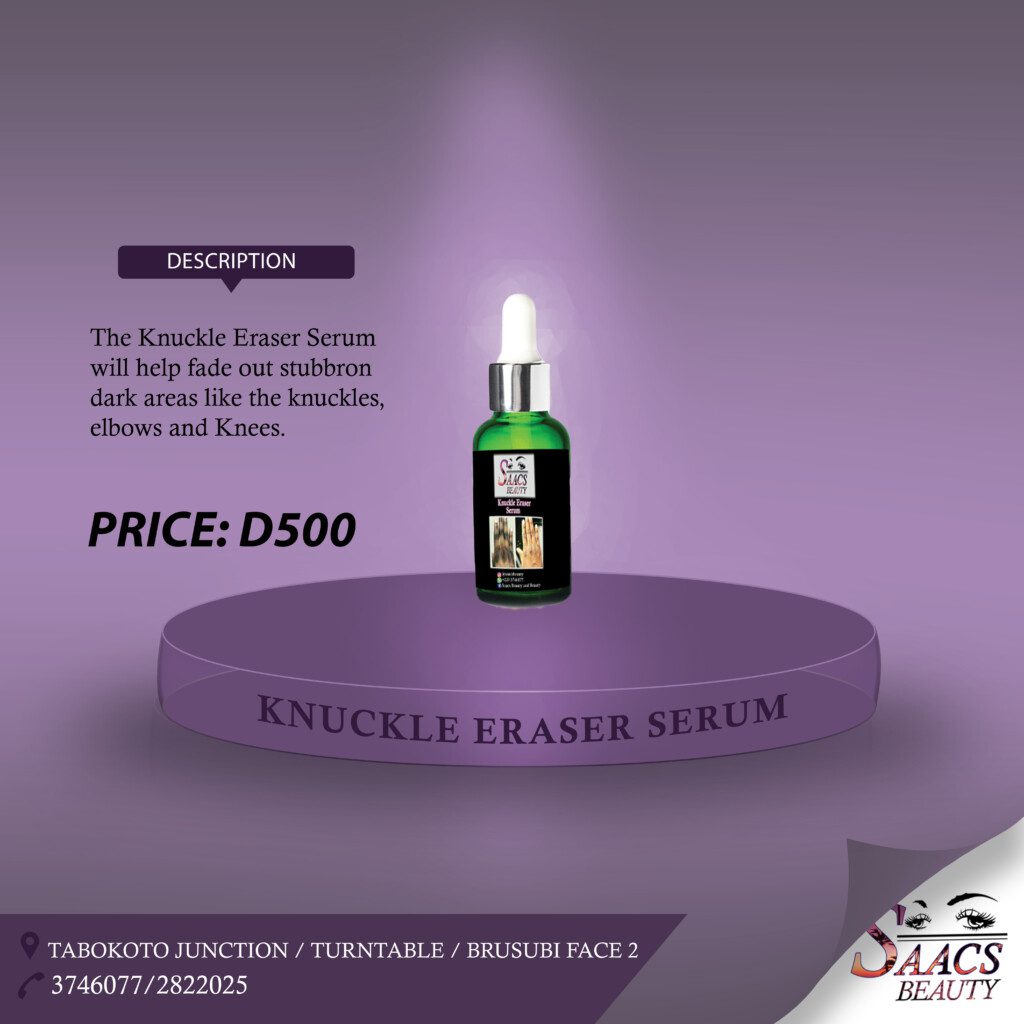 DESCRIPTION
The Knuckle Eraser Serum
will help fade out stubbron
dark areas like the knuckles,
elbows and Knees.
PRICE: D500
SAACS
BEAUTY
Knuckle Eraser
Serum
KNUCKLE ERASER SERUM
TABOKOTO JUNCTION / TURNTABLE / BRUSUBI FACE 2
3746077/2822025
SAACS
BEAUTY